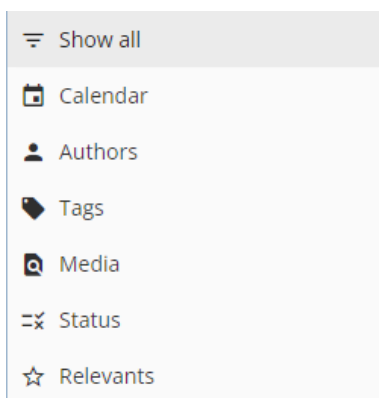 Show all
Calendar
Authors
Tags
Media
Status
Relevants